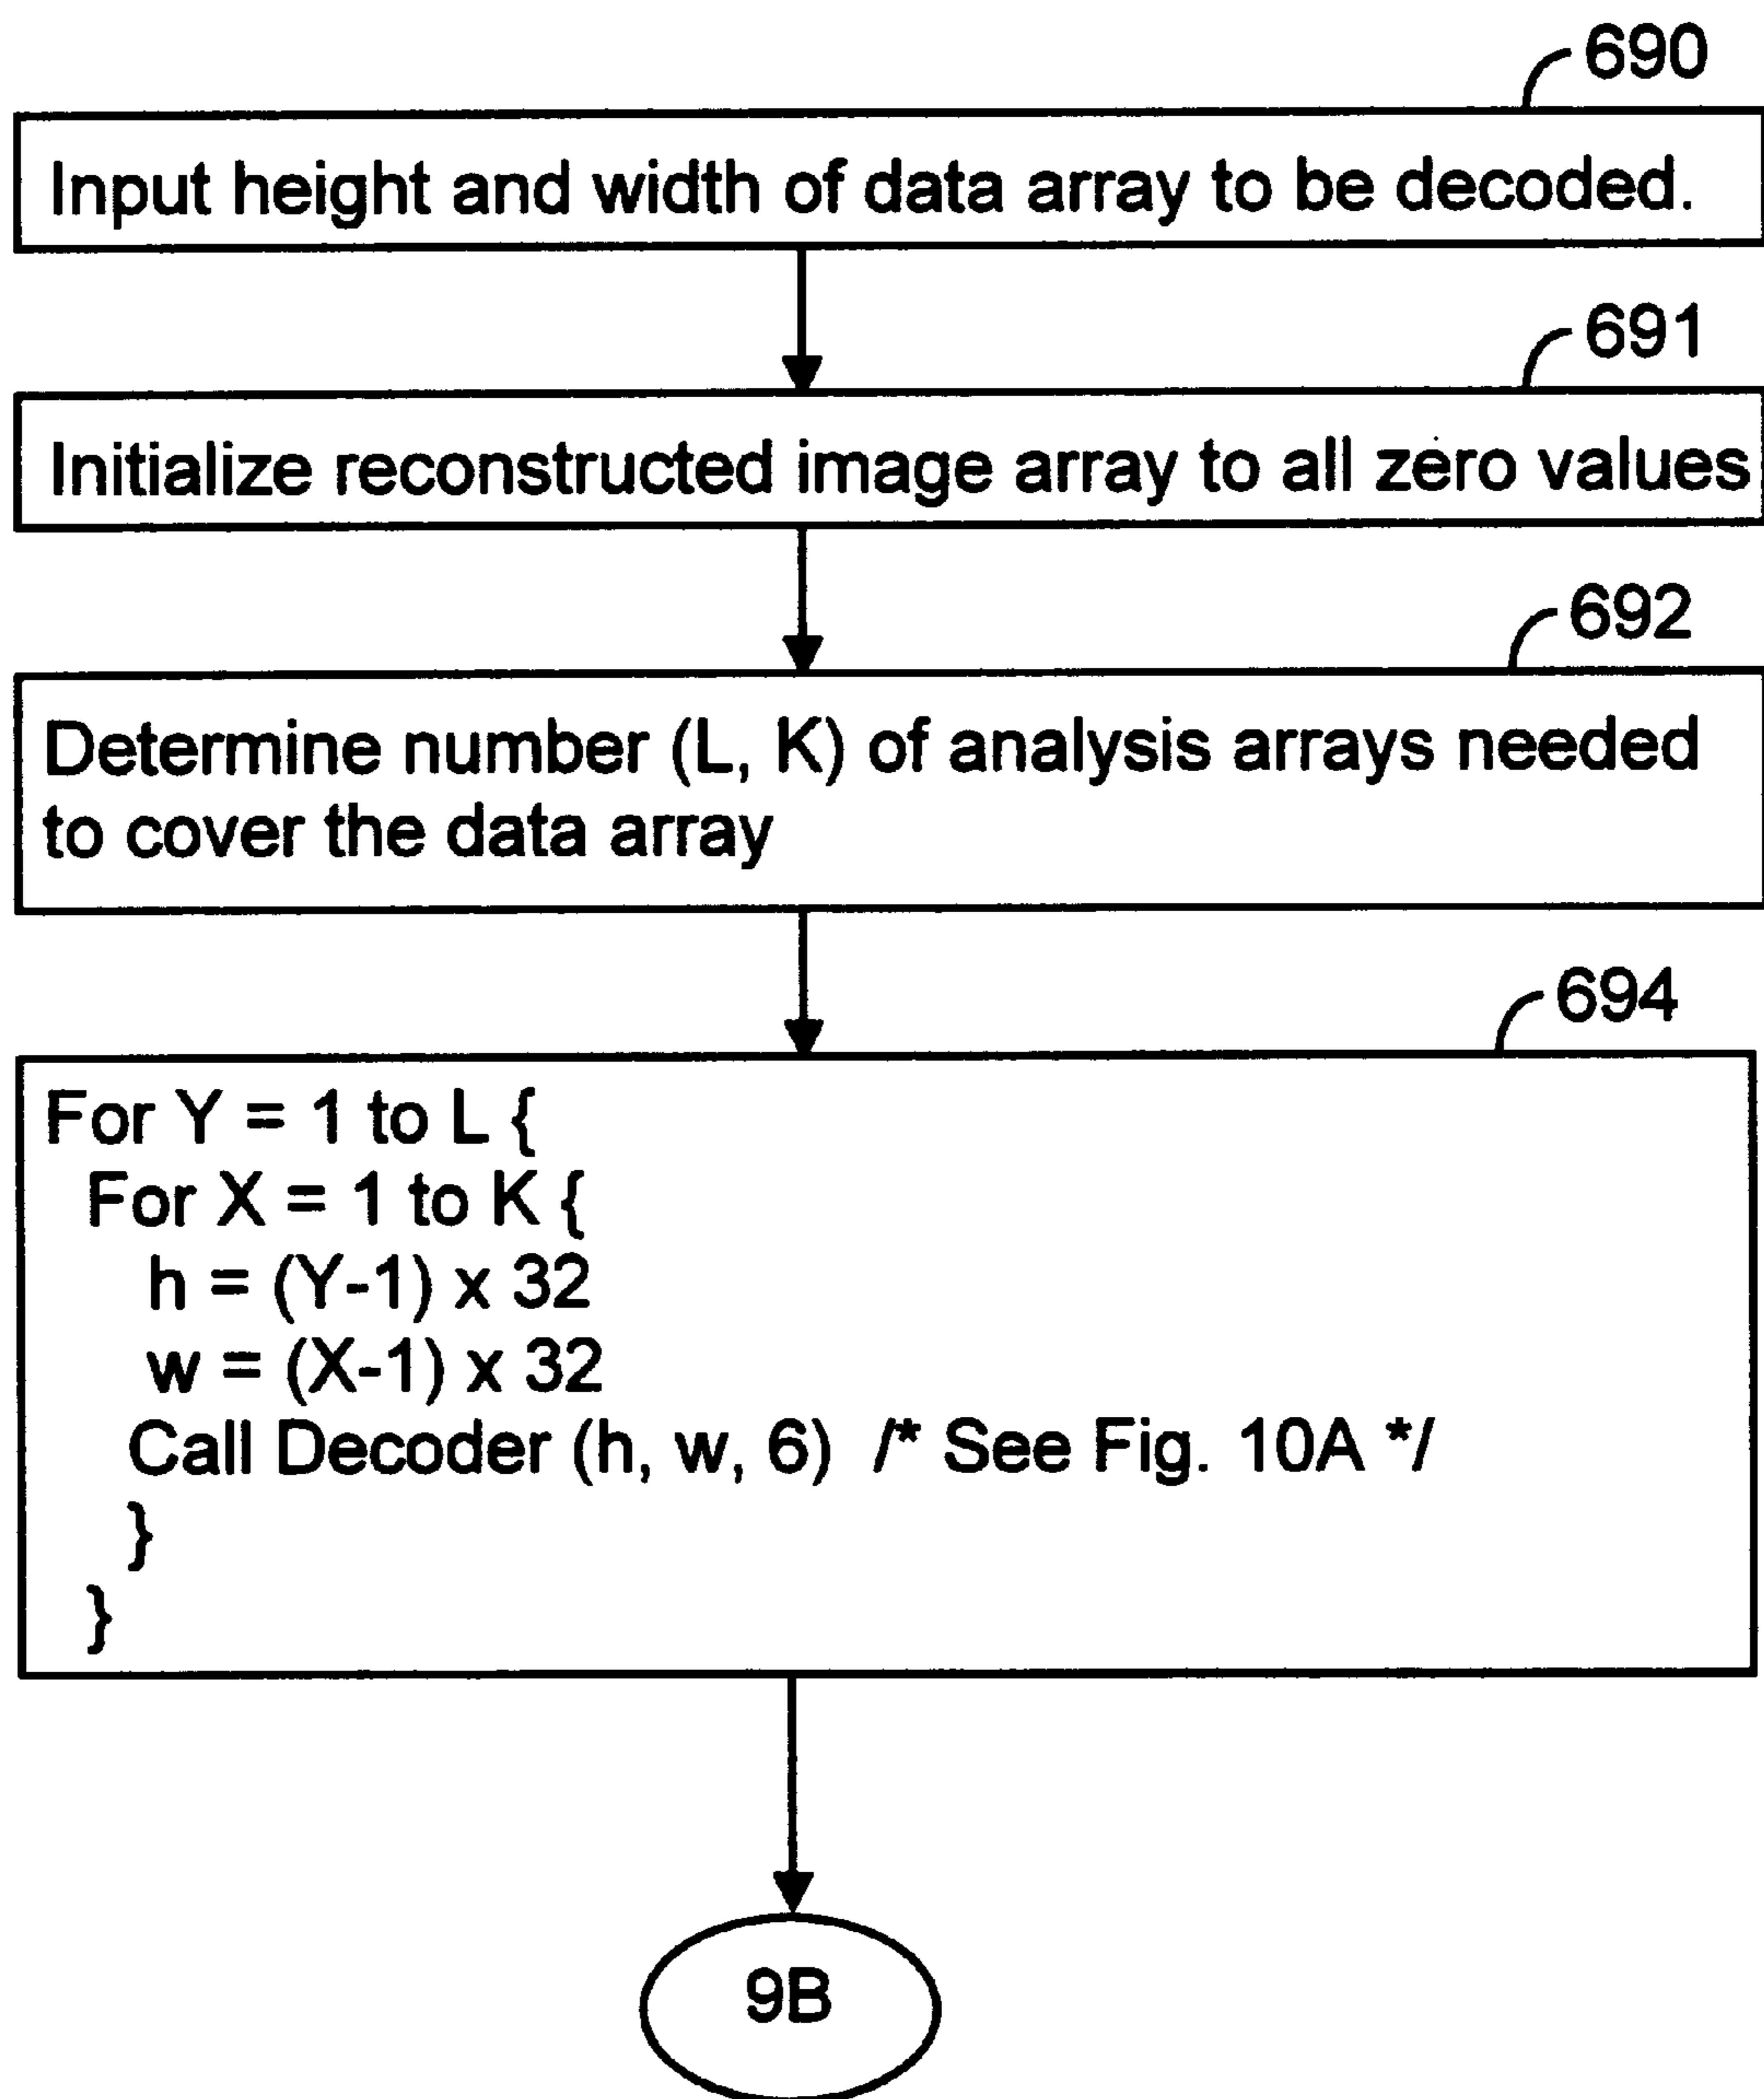 690
Input height and width of data array to be decoded.
691
Initialize reconstructed image array to all zero values
692
Determine number (L, K) of analysis arrays needed
to cover the data array
694
For Y = 1 to L {
For X = 1 to K {
h = (Y-1) x 32
w = (X-1) x 32
Call Decoder (h, w, 6) /* See Fig. 10A */
}
}
9B